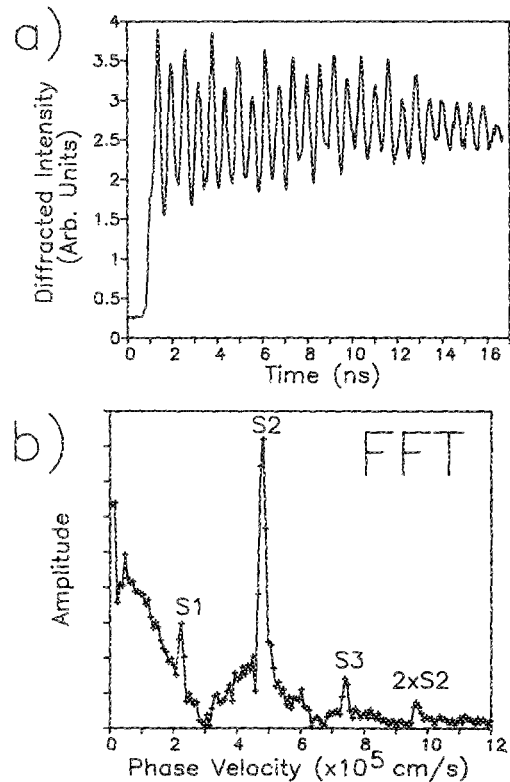 a)
Diffracted Intensity
(Arb. Units)
4
3.5
3
2.5
2
1.5
1
0.5
0
0 2 4 6 8 10 12 14 16
Time (ns)
b)
FFT
Amplitude
S1
S2
S3
2xS2
0 2 4 6 8 10 12
Phase Velocity (x10⁵ cm/s)